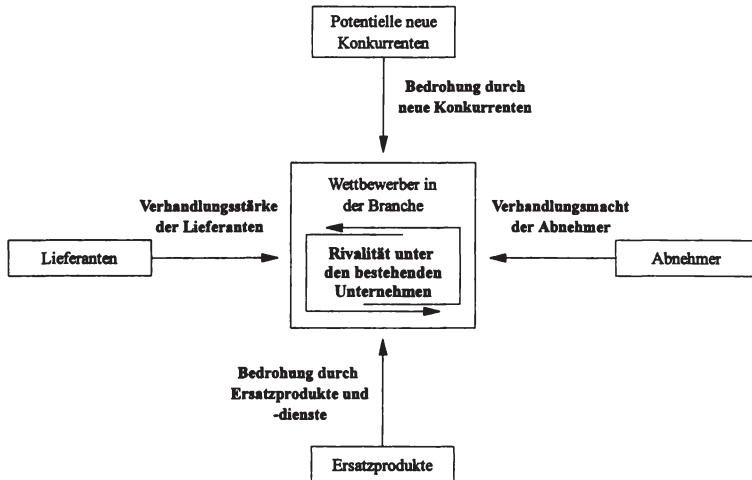 Potentielle neue
Konkurrenten
Bedrohung durch
neue Konkurrenten
Wettbewerber in
der Branche
Verhandlungsstärke
der Lieferanten
Verhandlungsmacht
der Abnehmer
Lieferanten
Rivalität unter
den bestehenden
Unternehmen
Abnehmer
Bedrohung durch
Ersatzprodukte und
-dienste
Ersatzprodukte